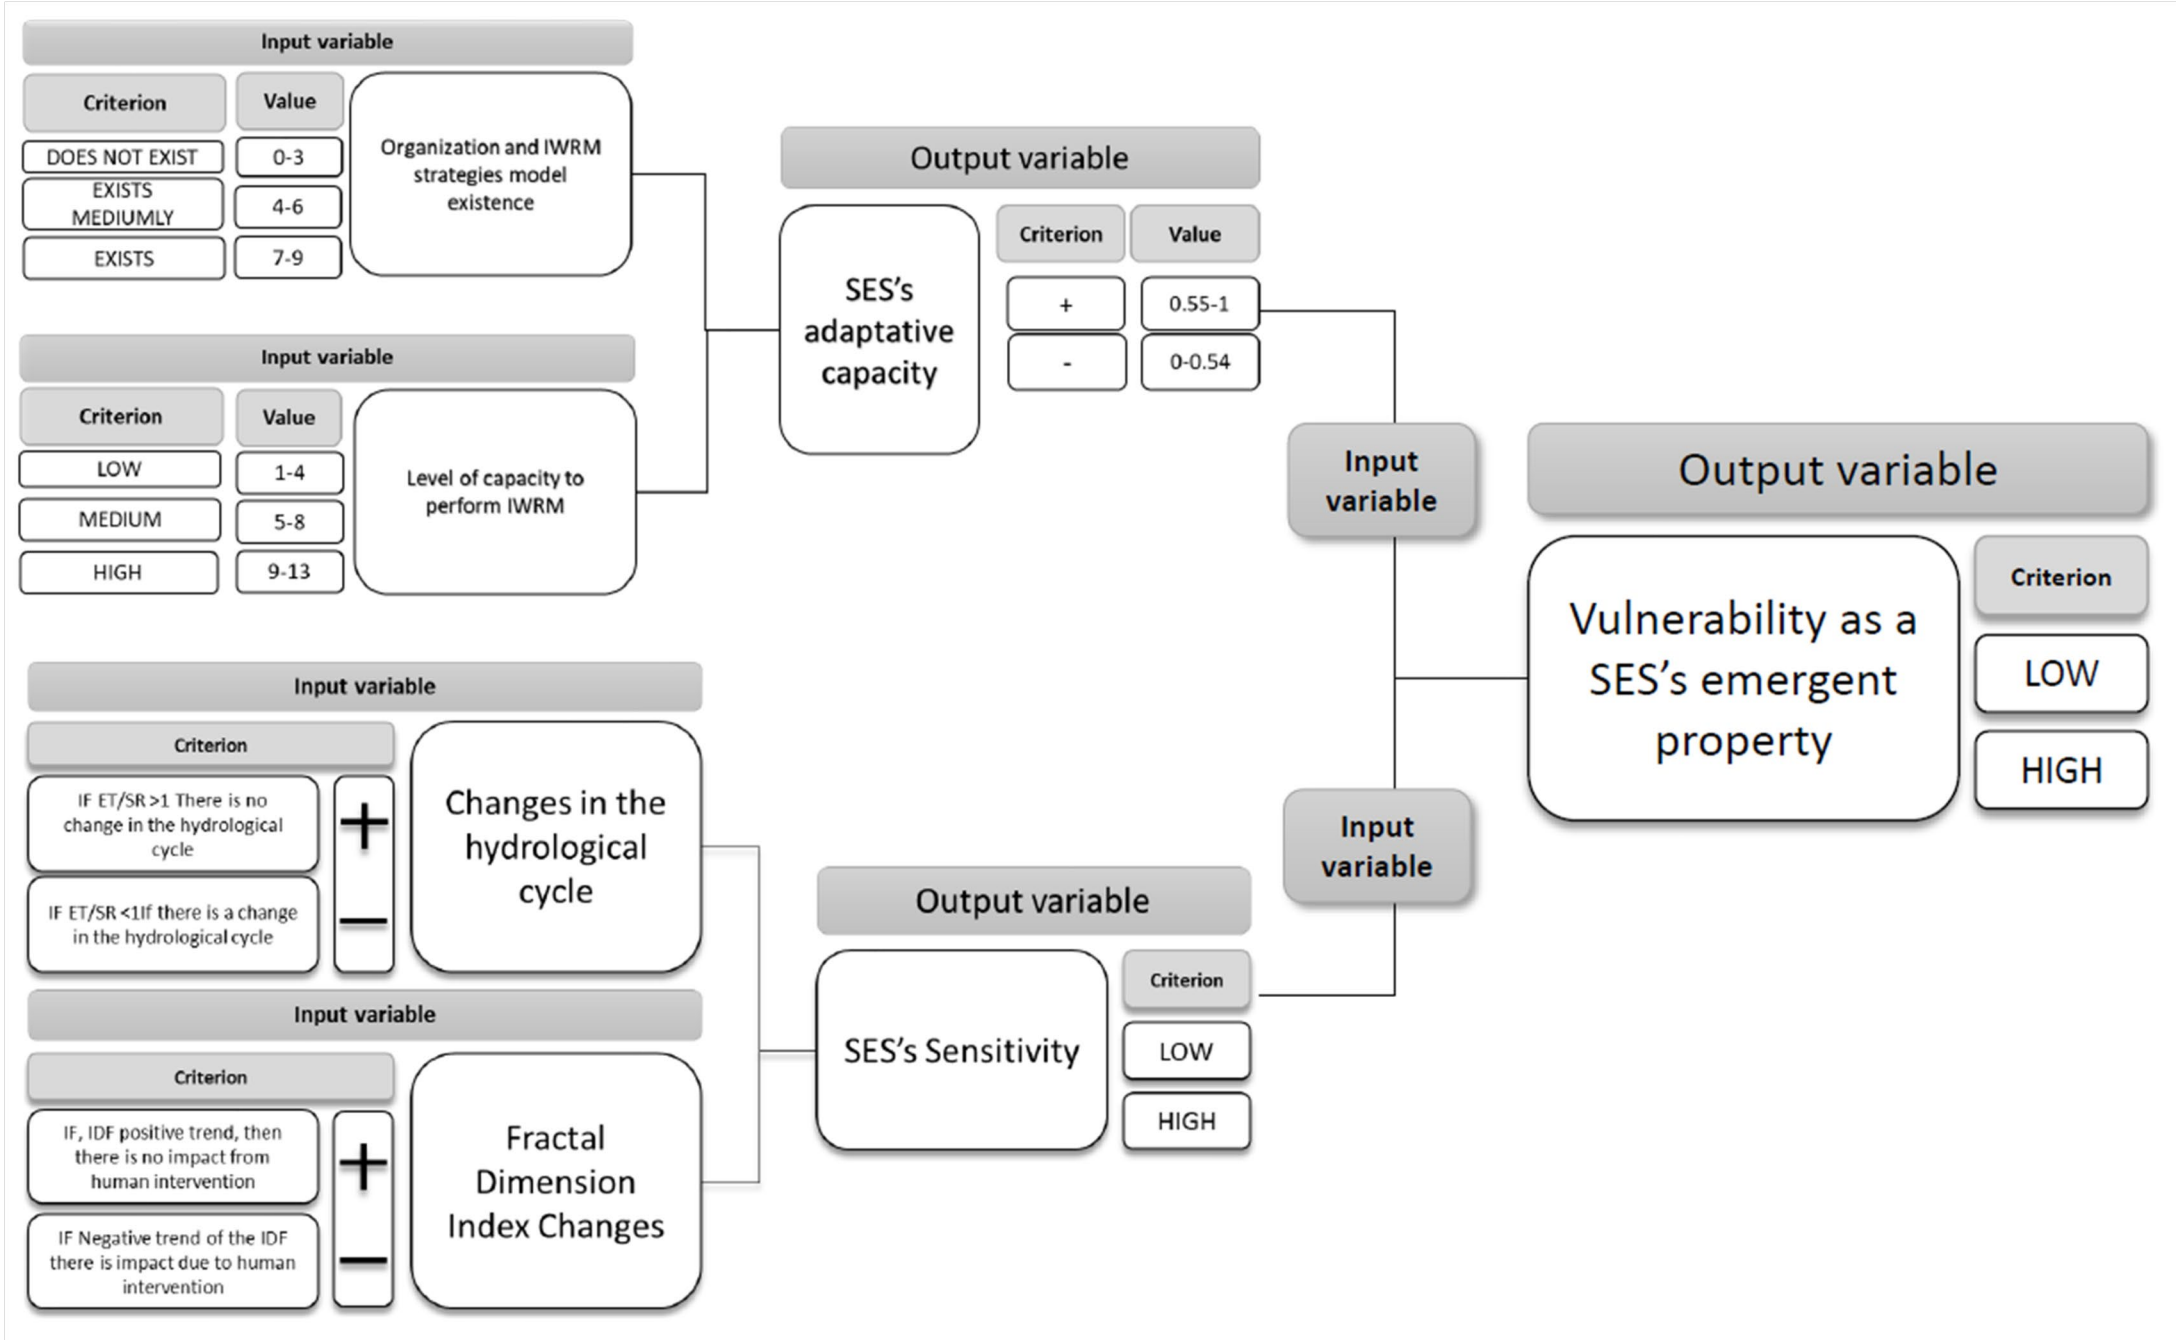 Input variable
Criterion
Value
DOES NOT EXIST
0-3
EXISTS
MEDIUMLY
4-6
EXISTS
7-9
Organization and IWRM
strategies model
existence
Input variable
Criterion
Value
LOW
1-4
MEDIUM
5-8
HIGH
9-13
Level of capacity to
perform IWRM
Output variable
SES’s
adaptative
capacity
Criterion
Value
+
0.55-1
-
0-0.54
Input variable
Criterion
IF ET/SR >1 There is no
change in the hydrological
cycle
+
IF ET/SR <1If there is a change
in the hydrological cycle
−
Changes in the
hydrological
cycle
Input variable
Criterion
IF, IDF positive trend, then
there is no impact from
human intervention
+
IF Negative trend of the IDF
there is impact due to human
intervention
−
Fractal
Dimension
Index Changes
Output variable
SES’s Sensitivity
Criterion
LOW
HIGH
Input
variable
Input
variable
Output variable
Vulnerability as a
SES’s emergent
property
Criterion
LOW
HIGH